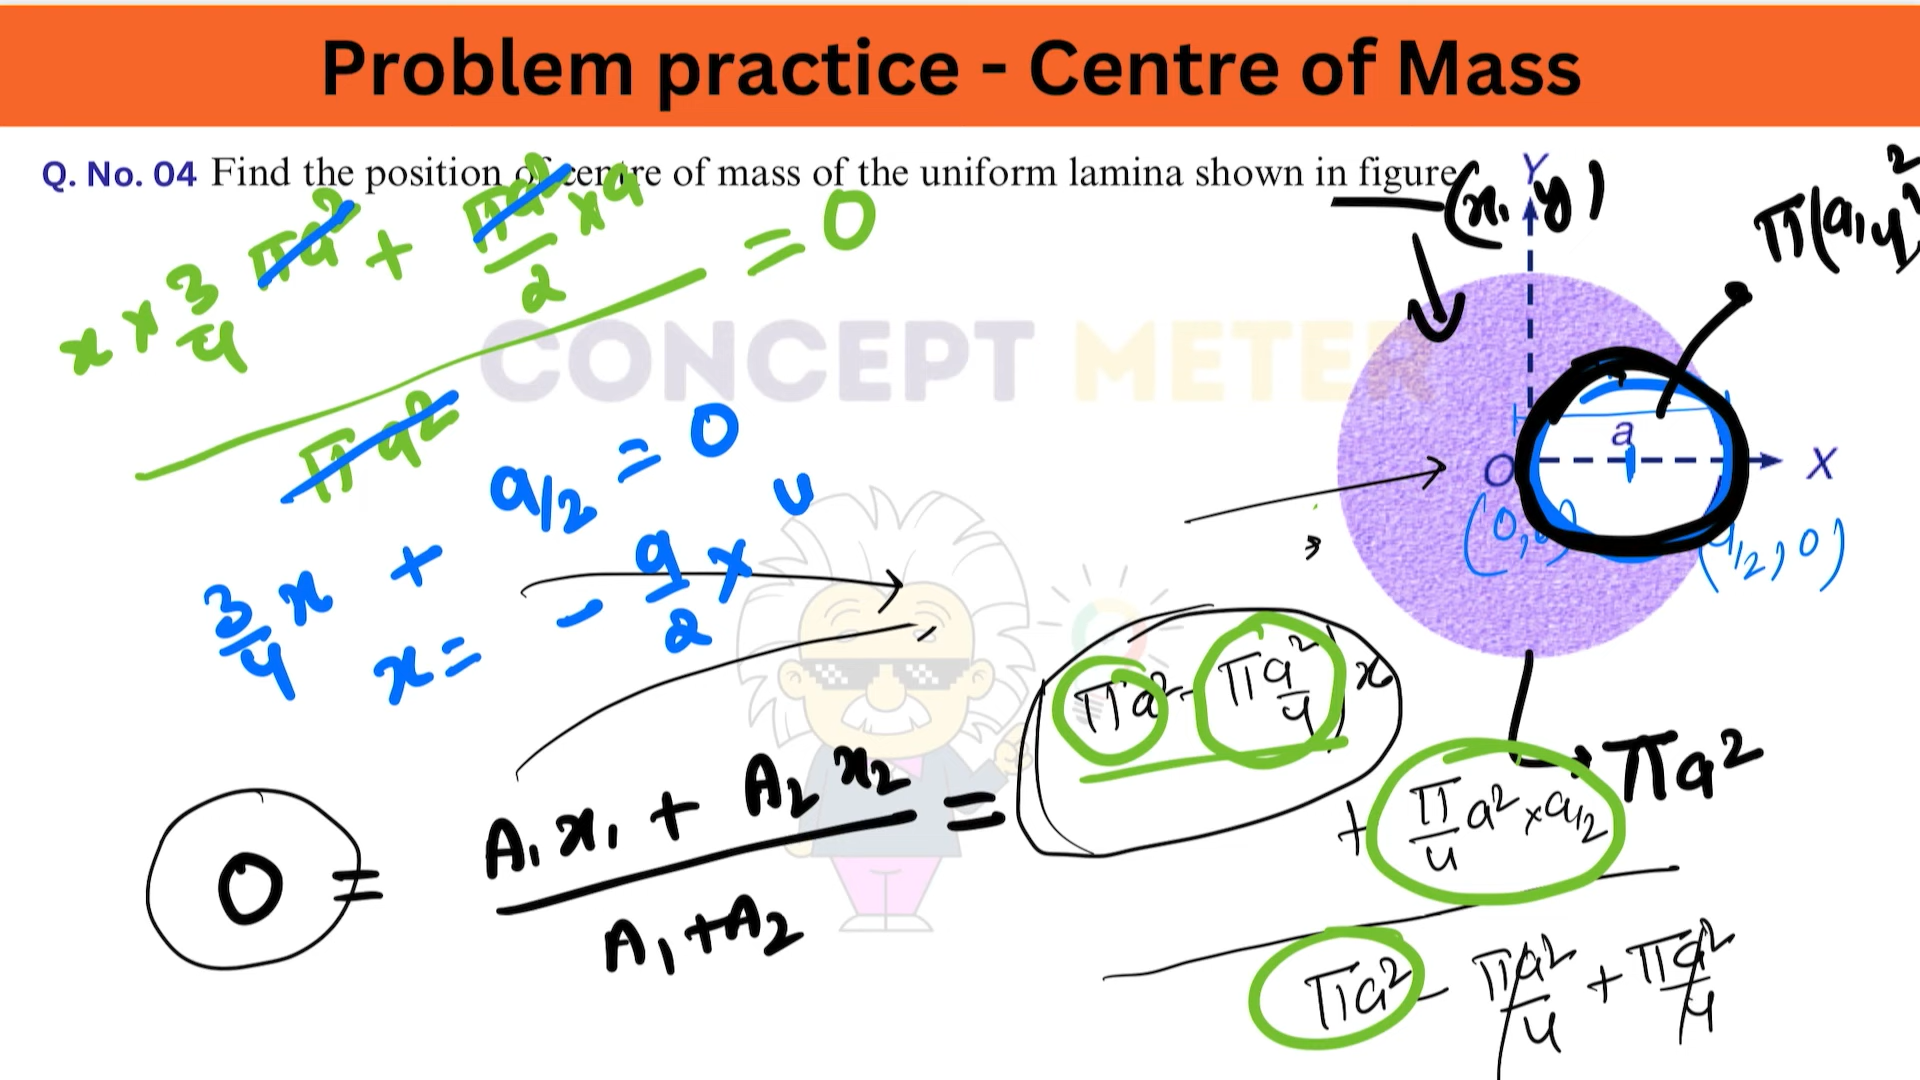 Problem practice - Centre of Mass
Q. No. 04 Find the position of centre of mass of the uniform lamina shown in figure
(x, y)
Y
x × 3/4 πa² + πa²/2 × a = 0
πa²
CONCEPT METER
a
O
X
(0,0)
(a/2, 0)
3/4 x + a/2 = 0
x = - a/2 ×
(πa² - πa²/4) x
0 = A₁x₁ + A₂x₂ =
A₁ + A₂
+ π/4 a² × a/2
πa²
πa² - πa²/4 + πa²/4